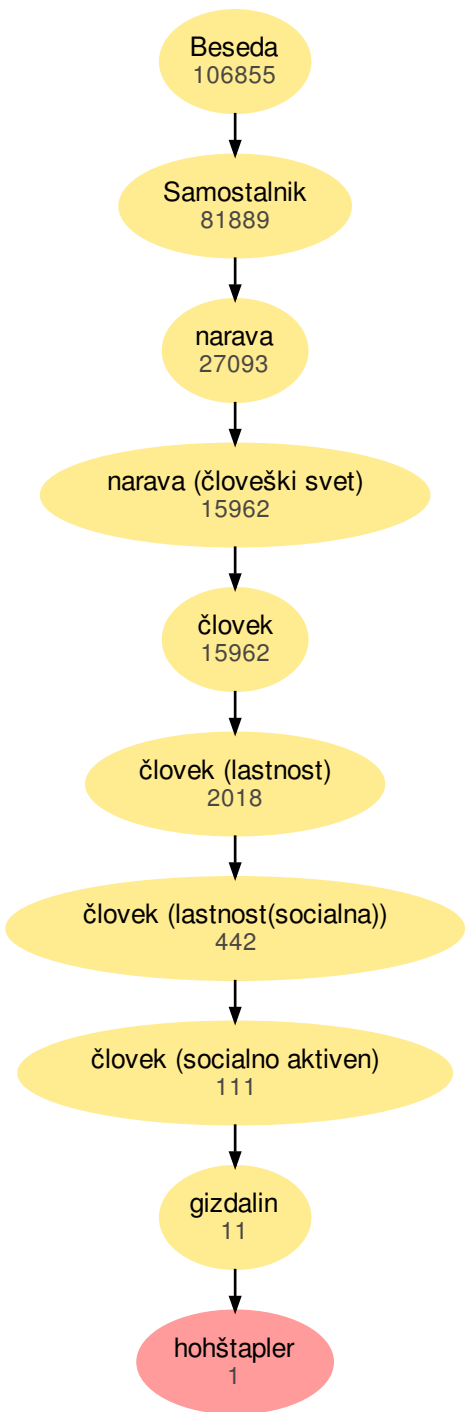 Beseda
106855
Samostalnik
81889
narava
27093
narava (človeški svet)
15962
človek
15962
človek (lastnost)
2018
človek (lastnost(socialna))
442
človek (socialno aktiven)
111
gizdalin
11
hohštapler
1